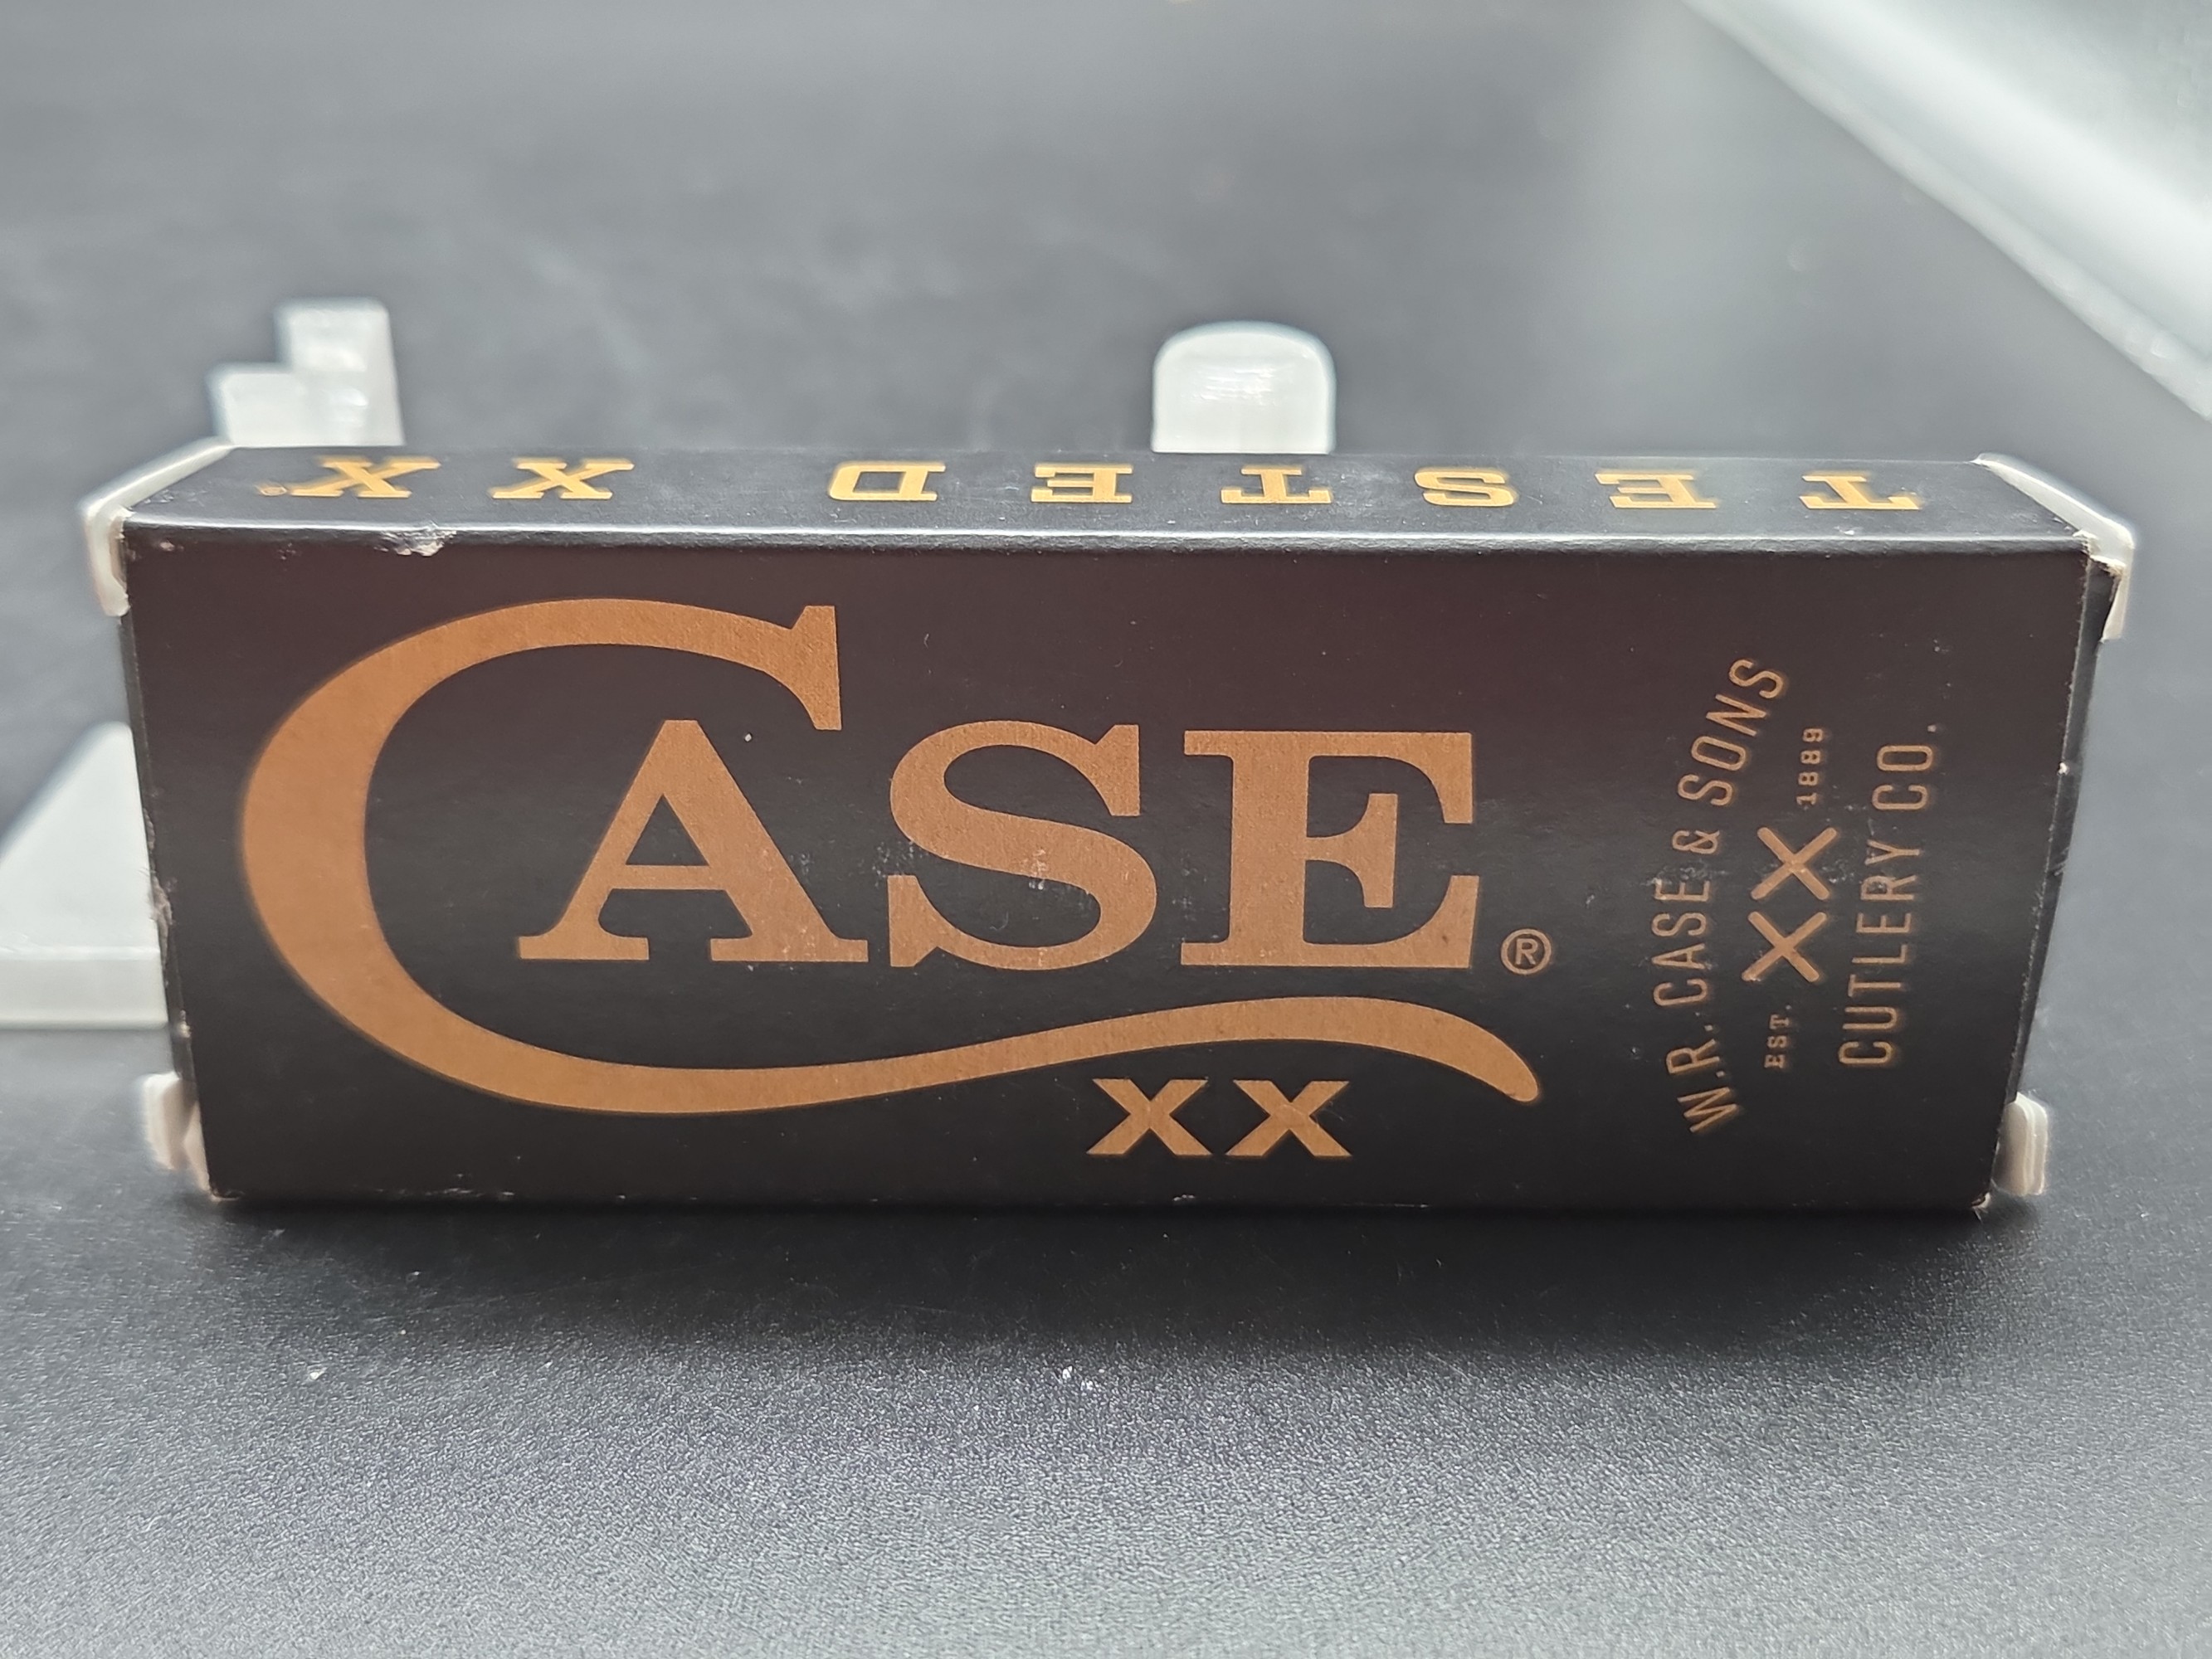 TESTED XX®
CASE®
XX
W.R. CASE & SONS
EST. XX 1889
CUTLERY CO.